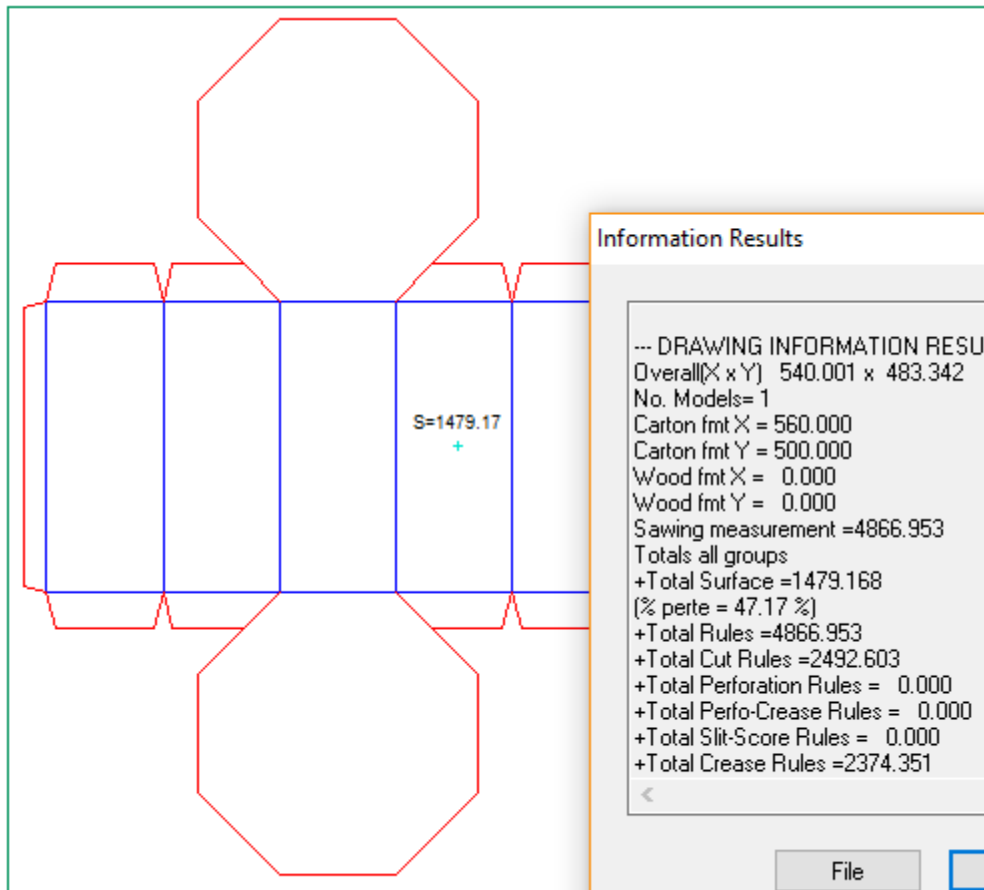 S=1479.17
Information Results
--- DRAWING INFORMATION RESU
Overall(X x Y)   540.001 x  483.342
No. Models= 1
Carton fmt X = 560.000
Carton fmt Y = 500.000
Wood fmt X =   0.000
Wood fmt Y =   0.000
Sawing measurement =4866.953
Totals all groups
+Total Surface =1479.168
(% perte = 47.17 %)
+Total Rules =4866.953
+Total Cut Rules =2492.603
+Total Perforation Rules =   0.000
+Total Perfo-Crease Rules =   0.000
+Total Slit-Score Rules =   0.000
+Total Crease Rules =2374.351
File